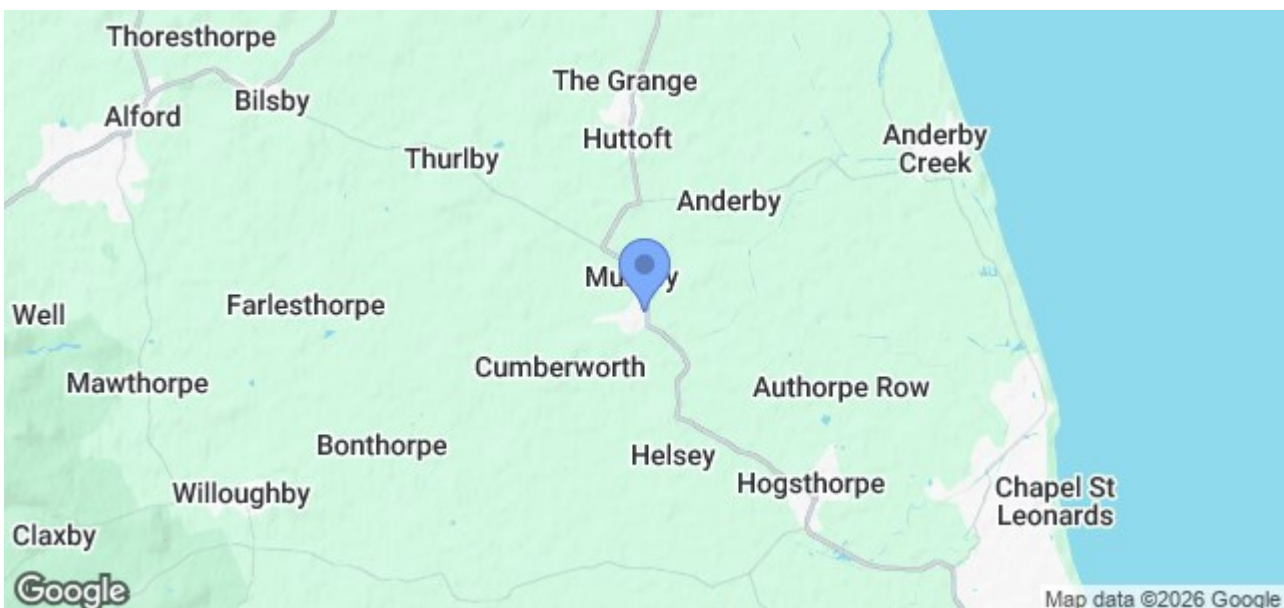 Thoresthorpe
The Grange
Bilsby
Alford
Huttoft
Anderby
Creek
Thurlby
Anderby
Farlesthorpe
Well
Cumberworth
Mawthorpe
Authorpe Row
Bonthorpe
Helsey
Hogsthorpe
Willoughby
Chapel St
Leonards
Claxby
Google
Map data ©2026 Google